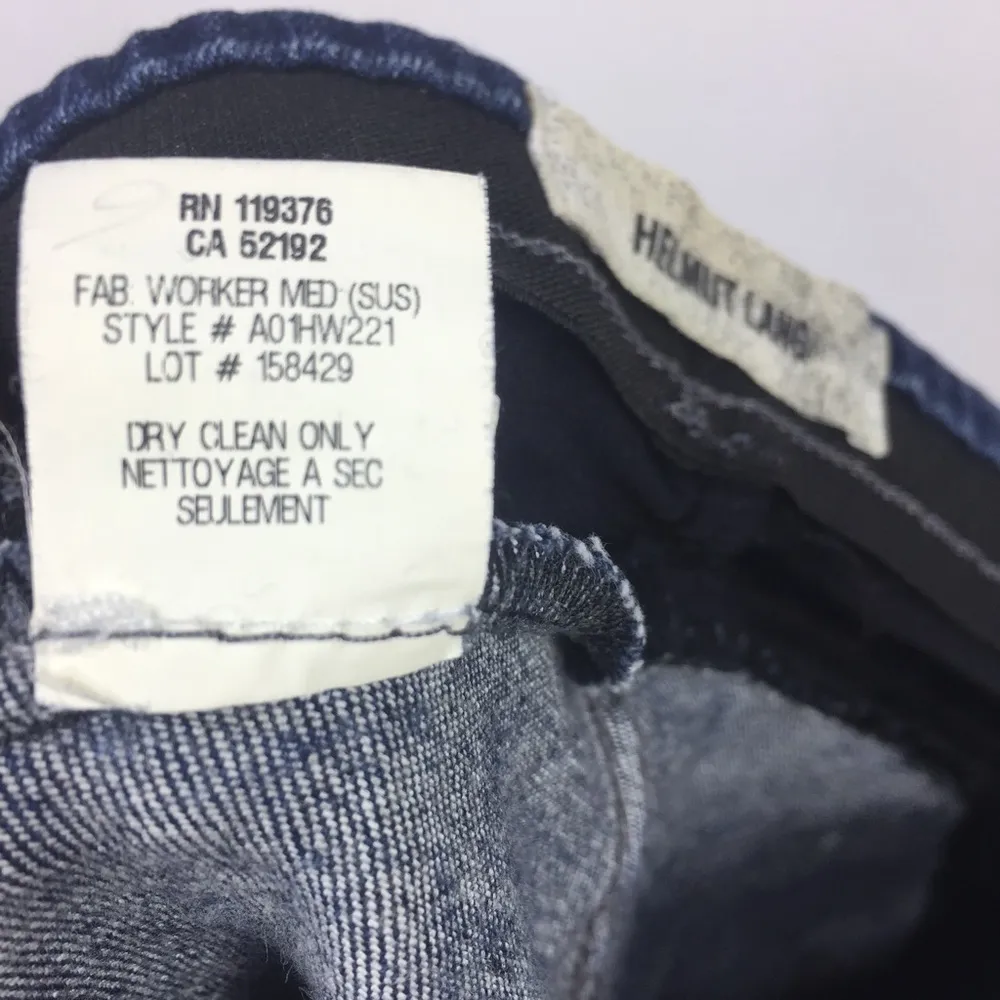 RN 119376
CA 52192
FAB: WORKER MED (SUS)
STYLE # A01HW221
LOT # 158429
DRY CLEAN ONLY
NETTOYAGE A SEC
SEULEMENT
HELMUT LANG